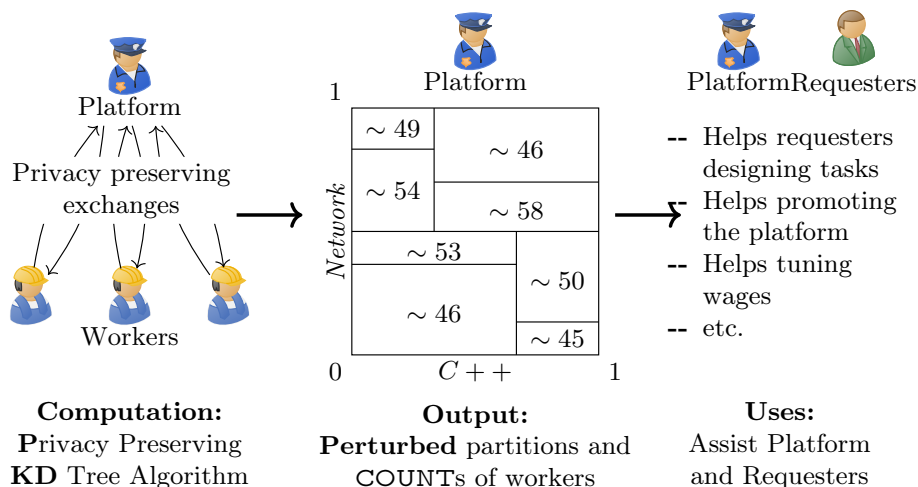 Platform
Privacy preserving
exchanges
Workers
Computation:
Privacy Preserving
KD Tree Algorithm
Platform
1
∼ 49
∼ 46
∼ 54
∼ 58
Network
∼ 53
∼ 50
∼ 46
∼ 45
0
C + +
1
Output:
Perturbed partitions and
COUNTs of workers
Platform
Requesters
-- Helps requesters
designing tasks
-- Helps promoting
the platform
-- Helps tuning
wages
-- etc.
Uses:
Assist Platform
and Requesters